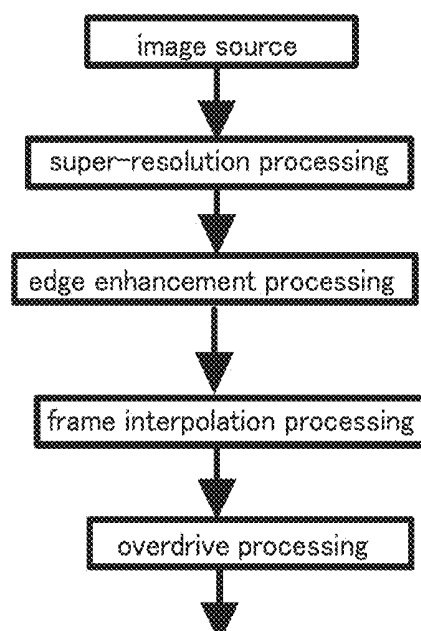 image source
super-resolution processing
edge enhancement processing
frame interpolation processing
overdrive processing